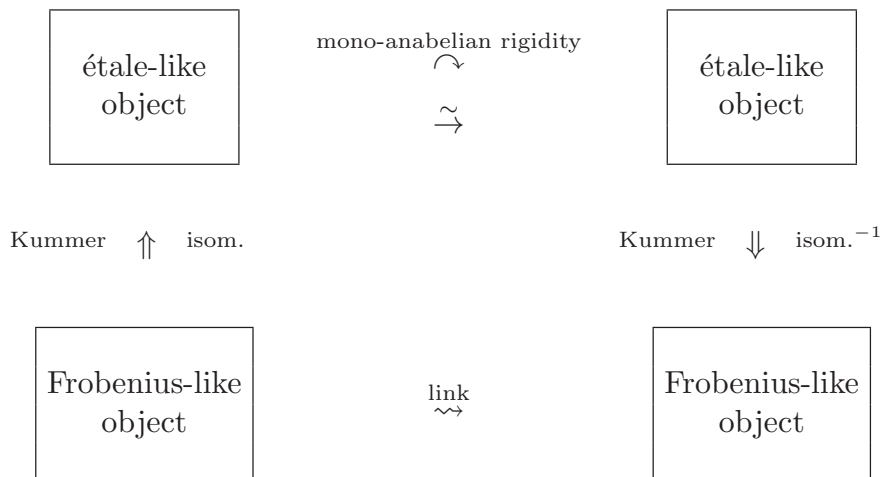 mono-anabelian rigidity
étale-like
object
↷
∼
→
étale-like
object
Kummer ⇑ isom.
Kummer ⇓ isom.⁻¹
Frobenius-like
object
link
⇝
Frobenius-like
object